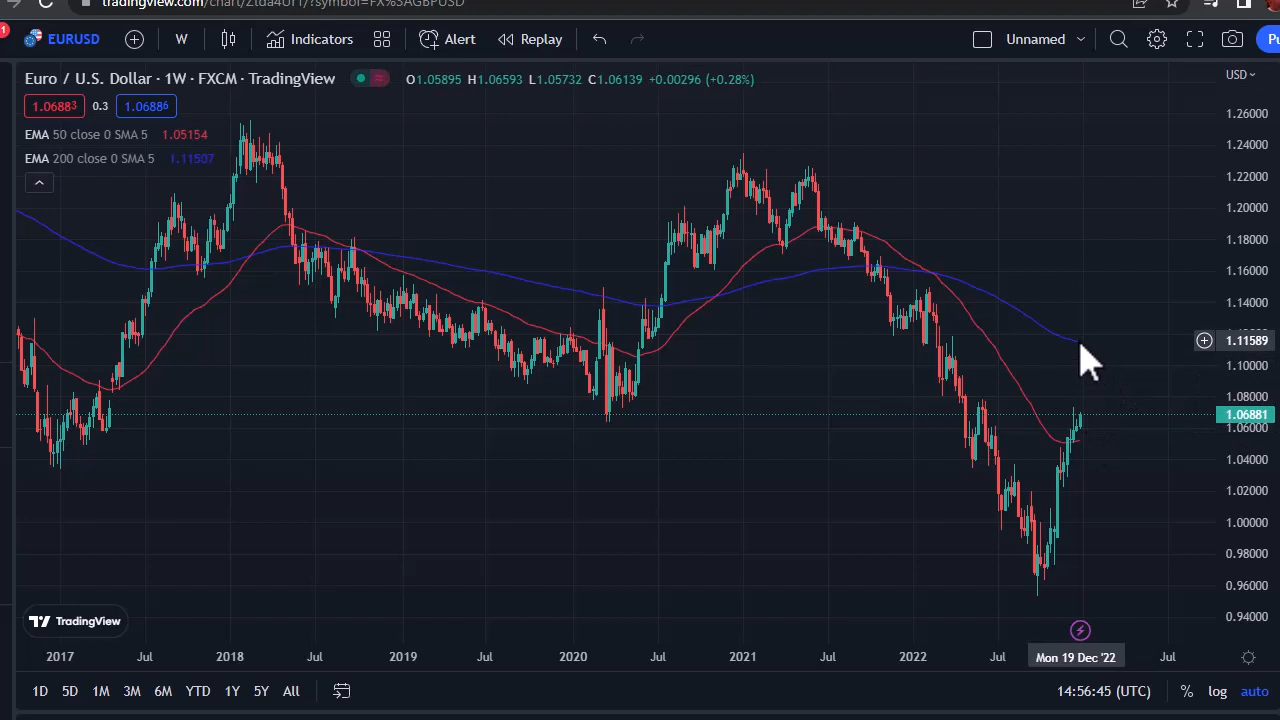 tradingview.com/chart/Ztda4Uf1/?symbol=FX%3AGBPUSD
1
EURUSD W Indicators Alert Replay Unnamed Pu
Euro / U.S. Dollar · 1W · FXCM · TradingView O1.05895 H1.06593 L1.05732 C1.06139 +0.00296 (+0.28%) USD
1.06883 0.3 1.06886
EMA 50 close 0 SMA 5 1.05154
EMA 200 close 0 SMA 5 1.11507
1.26000
1.24000
1.22000
1.20000
1.18000
1.16000
1.14000
1.11589
1.10000
1.08000
1.06881
1.06000
1.04000
1.02000
1.00000
0.98000
0.96000
0.94000
TradingView
2017 Jul 2018 Jul 2019 Jul 2020 Jul 2021 Jul 2022 Jul Mon 19 Dec '22 Jul
1D 5D 1M 3M 6M YTD 1Y 5Y All 14:56:45 (UTC) % log auto